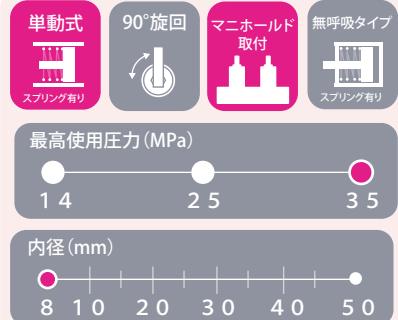 単動式
スプリング有り
90°旋回
マニホールド
取付
無呼吸タイプ
スプリング有り
最高使用圧力(MPa)
14 25 35
内径(mm)
8 10 20 30 40 50